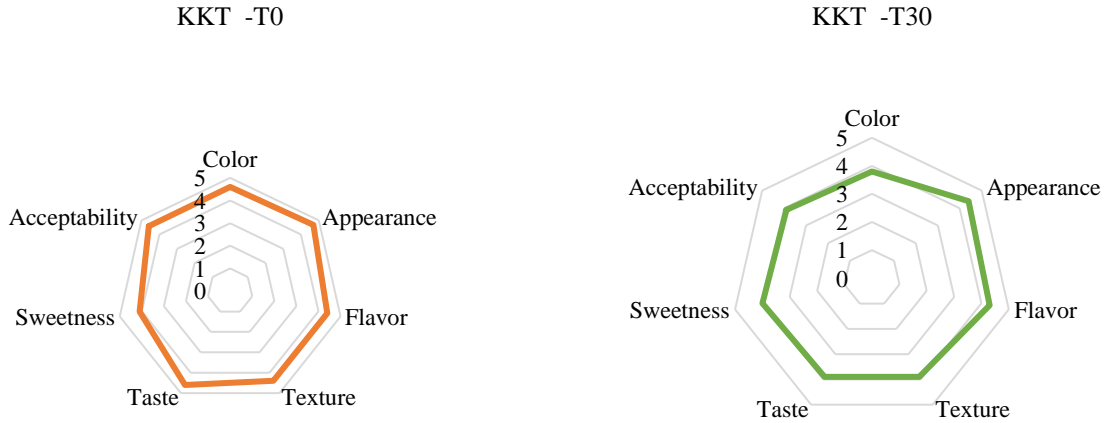 KKT -T0
Color
5
4
3
2
1
0
Acceptability
Appearance
Sweetness
Flavor
Taste
Texture
KKT -T30
Color
5
4
3
2
1
0
Acceptability
Appearance
Sweetness
Flavor
Taste
Texture